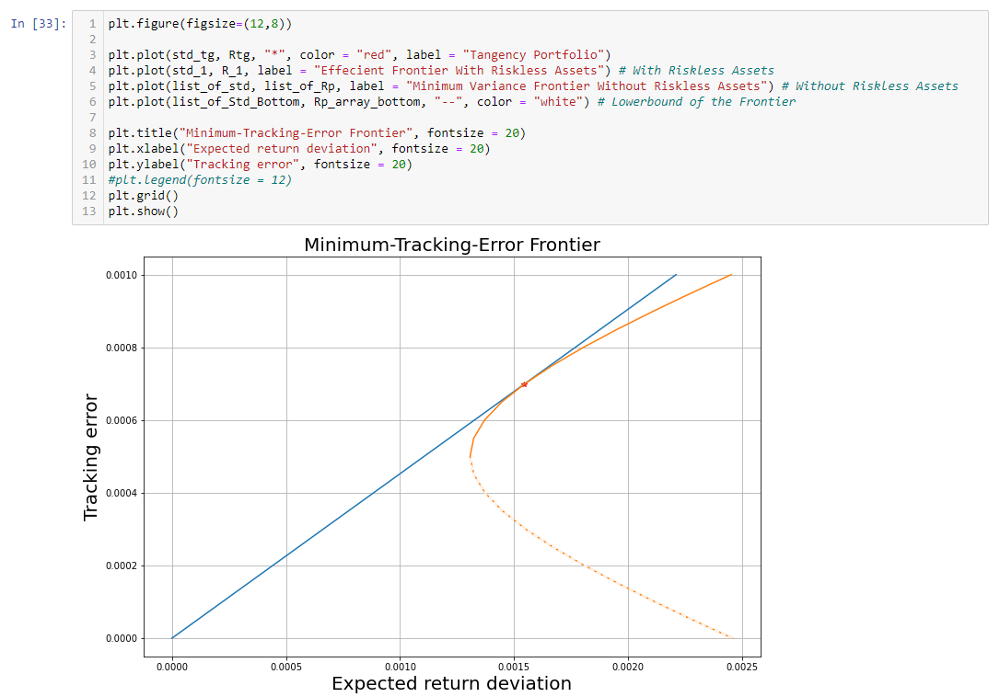 In [33]:
1 plt.figure(figsize=(12,8))
2
3 plt.plot(std_tg, Rtg, "*", color = "red", label = "Tangency Portfolio")
4 plt.plot(std_1, R_1, label = "Effecient Frontier With Riskless Assets") # With Riskless Assets
5 plt.plot(list_of_std, list_of_Rp, label = "Minimum Variance Frontier Without Riskless Assets") # Without Riskless Assets
6 plt.plot(list_of_Std_Bottom, Rp_array_bottom, "--", color = "white") # Lowerbound of the Frontier
7
8 plt.title("Minimum-Tracking-Error Frontier", fontsize = 20)
9 plt.xlabel("Expected return deviation", fontsize = 20)
10 plt.ylabel("Tracking error", fontsize = 20)
11 #plt.legend(fontsize = 12)
12 plt.grid()
13 plt.show()
Minimum-Tracking-Error Frontier
Tracking error
0.0010
0.0008
0.0006
0.0004
0.0002
0.0000
0.0000 0.0005 0.0010 0.0015 0.0020 0.0025
Expected return deviation